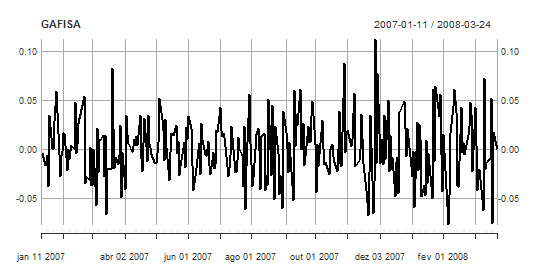 GAFISA 2007-01-11 / 2008-03-24
0.10 0.10
0.05 0.05
0.00 0.00
-0.05 -0.05
jan 11 2007 abr 02 2007 jun 01 2007 ago 01 2007 out 01 2007 dez 03 2007 fev 01 2008